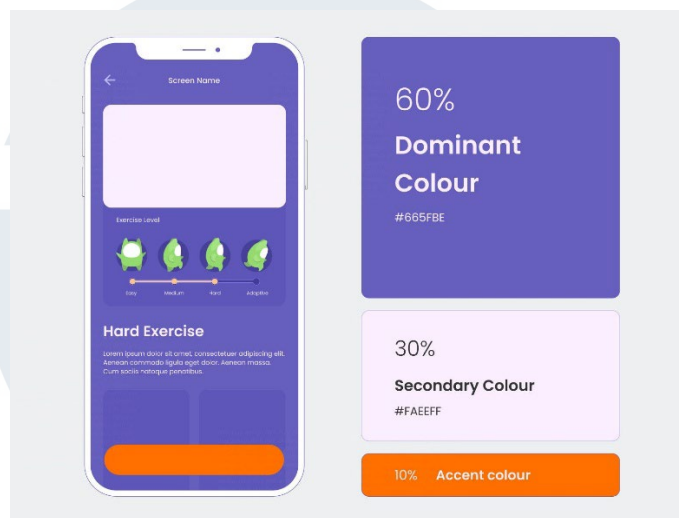 Screen Name
Exercise Level
Easy Medium Hard Adaptive
Hard Exercise
Lorem ipsum dolor sit amet, consectetuer adipiscing elit.
Aenean commodo ligula eget dolor. Aenean massa.
Cum sociis natoque penatibus.
60%
Dominant
Colour
#665FBE
30%
Secondary Colour
#FAEEFF
10% Accent colour